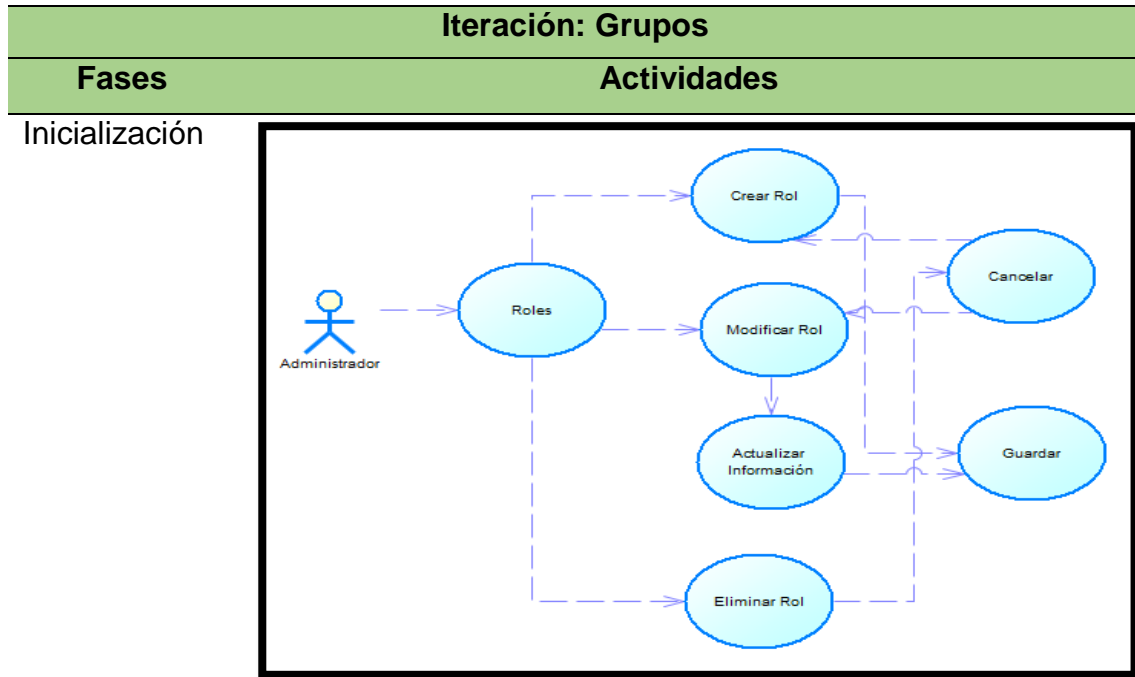 Iteración: Grupos
Fases
Actividades
Inicialización
Crear Rol
Cancelar
Roles
Modificar Rol
Administrador
Actualizar
Información
Guardar
Eliminar Rol